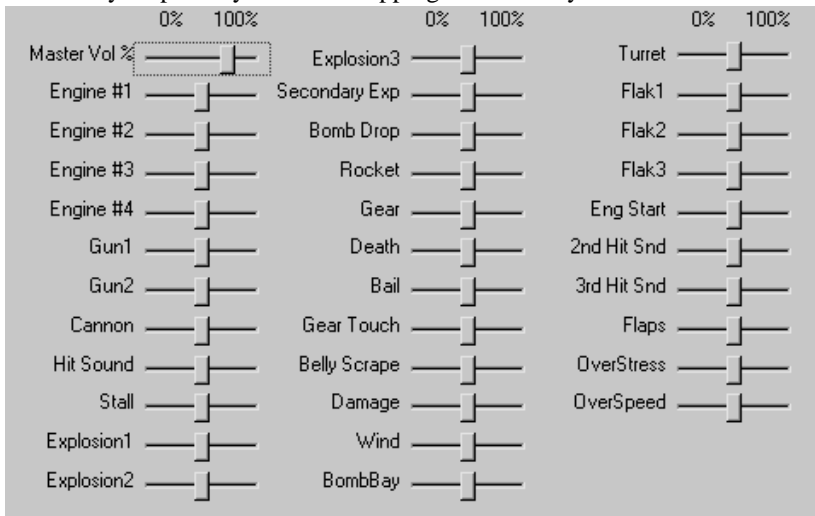 0% 100%
Master Vol %
Engine #1
Engine #2
Engine #3
Engine #4
Gun1
Gun2
Cannon
Hit Sound
Stall
Explosion1
Explosion2
0% 100%
Explosion3
Secondary Exp
Bomb Drop
Rocket
Gear
Death
Bail
Gear Touch
Belly Scrape
Damage
Wind
BombBay
0% 100%
Turret
Flak1
Flak2
Flak3
Eng Start
2nd Hit Snd
3rd Hit Snd
Flaps
OverStress
OverSpeed